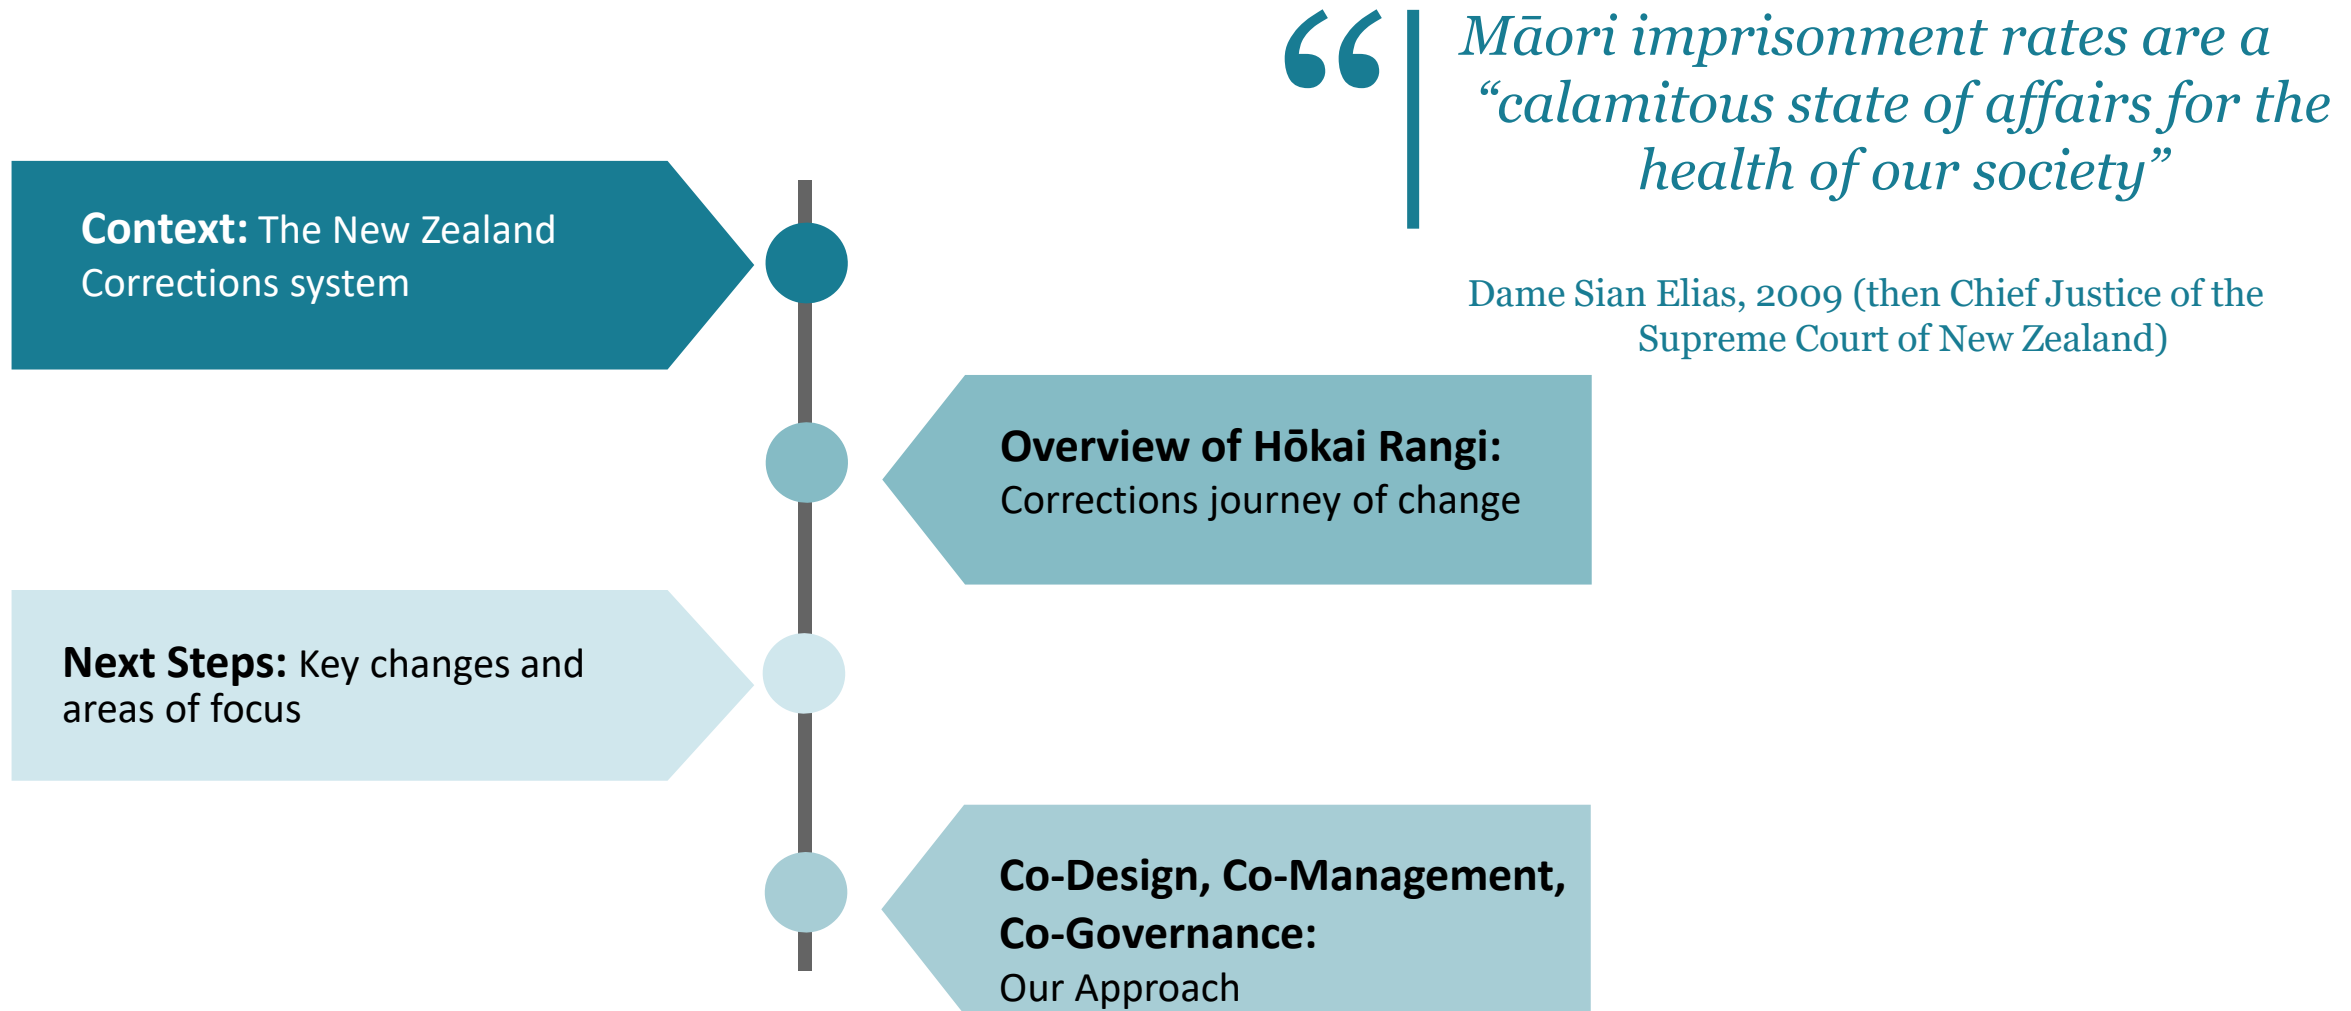 “
Māori imprisonment rates are a
“calamitous state of affairs for the
health of our society”
Dame Sian Elias, 2009 (then Chief Justice of the
Supreme Court of New Zealand)
Context: The New Zealand
Corrections system
Overview of Hōkai Rangi:
Corrections journey of change
Next Steps: Key changes and
areas of focus
Co-Design, Co-Management,
Co-Governance:
Our Approach